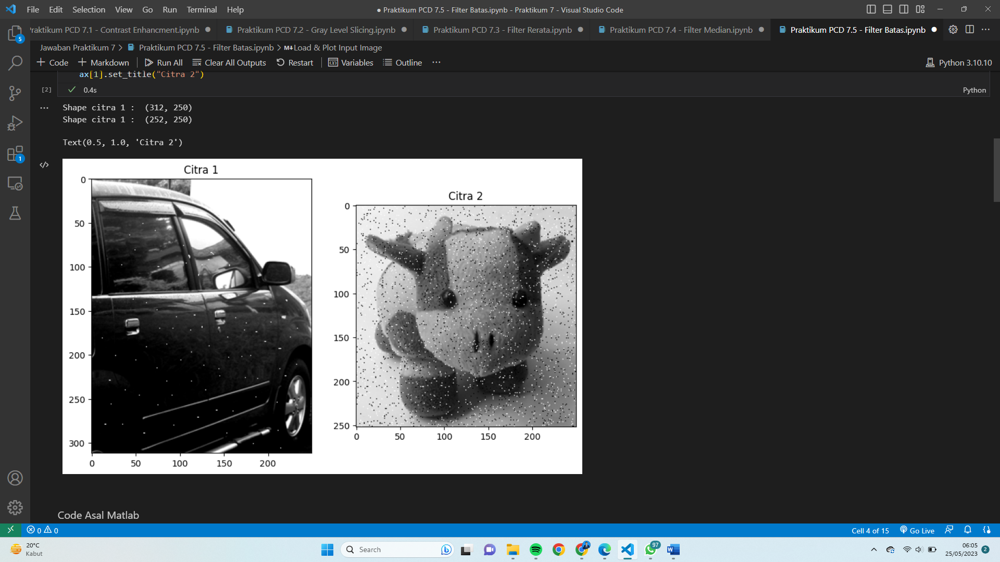 File Edit Selection View Go Run Terminal Help
● Praktikum PCD 7.5 - Filter Batas.ipynb - Praktikum 7 - Visual Studio Code
Praktikum PCD 7.1 - Contrast Enhancment.ipynb
Praktikum PCD 7.2 - Gray Level Slicing.ipynb
Praktikum PCD 7.3 - Filter Rerata.ipynb
Praktikum PCD 7.4 - Filter Median.ipynb
Praktikum PCD 7.5 - Filter Batas.ipynb
Jawaban Praktikum 7 > Praktikum PCD 7.5 - Filter Batas.ipynb > M↓Load & Plot Input Image
+ Code + Markdown Run All Clear All Outputs Restart Variables Outline ··· Python 3.10.10
ax[1].set_title("Citra 2")
[2] ✓ 0.4s Python
Shape citra 1 :  (312, 250)
Shape citra 1 :  (252, 250)
Text(0.5, 1.0, 'Citra 2')
Citra 1
0
50
100
150
200
250
300
0 50 100 150 200
Citra 2
0
50
100
150
200
250
0 50 100 150 200
Code Asal Matlab
5
1
0 0
Cell 4 of 15 Go Live
20°C
Kabut
Search
97
06:05
25/05/2023
2